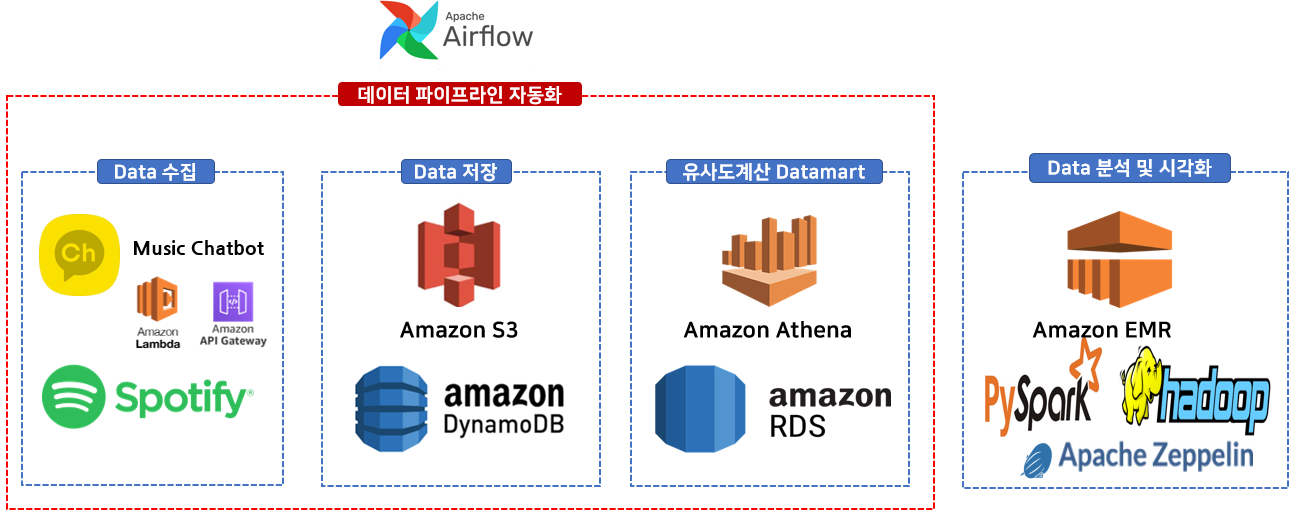 Apache
Airflow
데이터 파이프라인 자동화
Data 수집
Ch
Music Chatbot
Amazon
Lambda
Amazon
API Gateway
Spotify®
Data 저장
Amazon S3
amazon
DynamoDB
유사도계산 Datamart
Amazon Athena
amazon
RDS
Data 분석 및 시각화
Amazon EMR
PySpark
hadoop
Apache Zeppelin